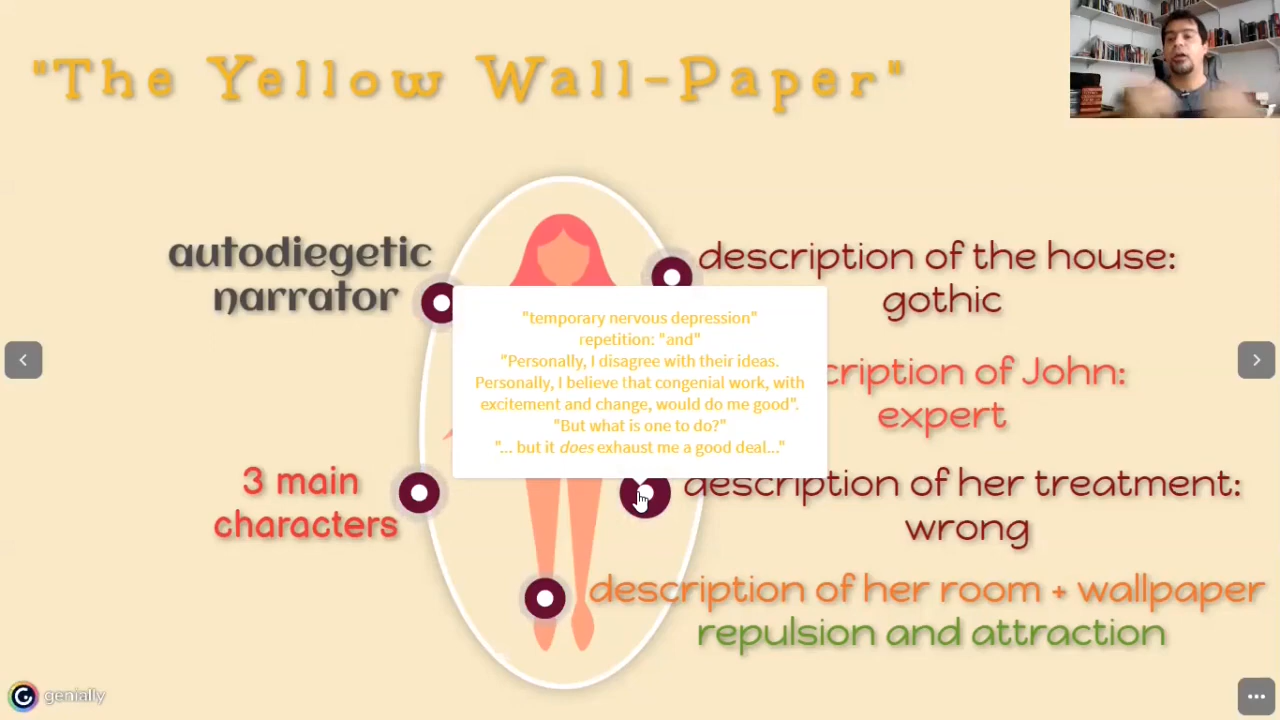 "The Yellow Wall-Paper"
autodiegetic
narrator
3 main
characters
"temporary nervous depression"
repetition: "and"
"Personally, I disagree with their ideas.
Personally, I believe that congenial work, with
excitement and change, would do me good".
"But what is one to do?"
"... but it does exhaust me a good deal..."
description of the house:
gothic
cription of John:
expert
description of her treatment:
wrong
description of her room + wallpaper
repulsion and attraction
genially